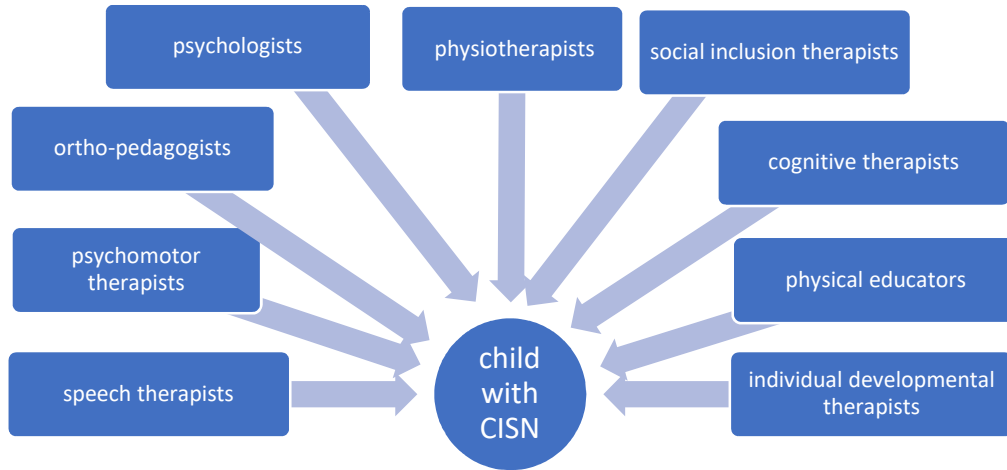 psychologists
physiotherapists
social inclusion therapists
ortho-pedagogists
cognitive therapists
psychomotor
therapists
physical educators
speech therapists
child
with
CISN
individual developmental
therapists